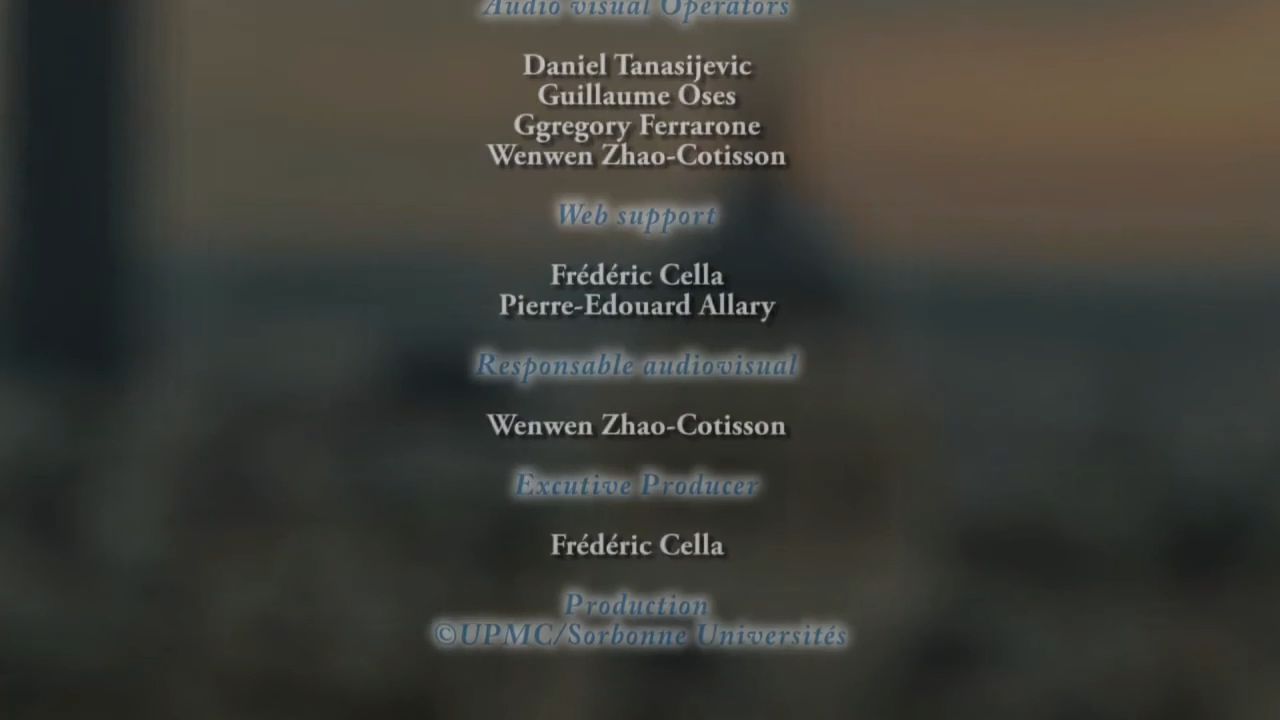 Audio visual Operators
Daniel Tanasijevic
Guillaume Oses
Ggregory Ferrarone
Wenwen Zhao-Cotisson
Web support
Frédéric Cella
Pierre-Edouard Allary
Responsable audiovisual
Wenwen Zhao-Cotisson
Excutive Producer
Frédéric Cella
Production
©UPMC/Sorbonne Universités